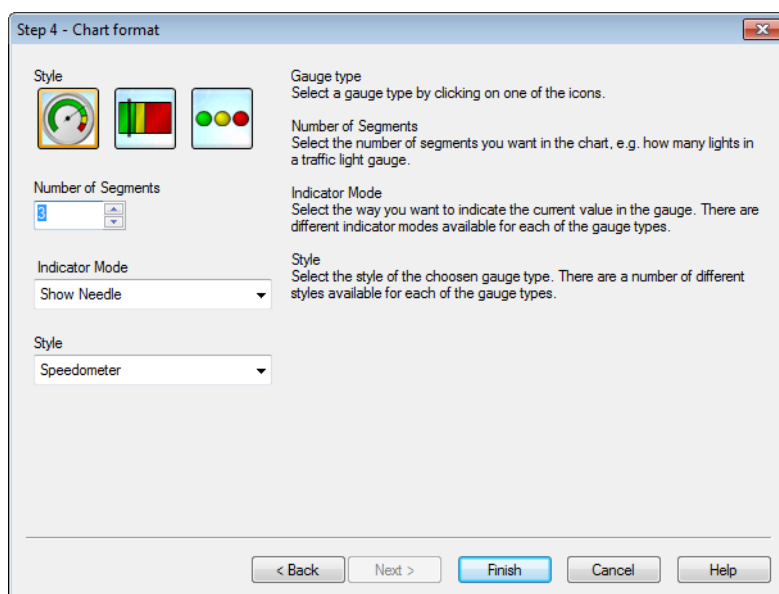 Step 4 - Chart format
Style
Number of Segments
3
Indicator Mode
Show Needle
Style
Speedometer
Gauge type
Select a gauge type by clicking on one of the icons.
Number of Segments
Select the number of segments you want in the chart, e.g. how many lights in
a traffic light gauge.
Indicator Mode
Select the way you want to indicate the current value in the gauge. There are
different indicator modes available for each of the gauge types.
Style
Select the style of the choosen gauge type. There are a number of different
styles available for each of the gauge types.
< Back
Next >
Finish
Cancel
Help